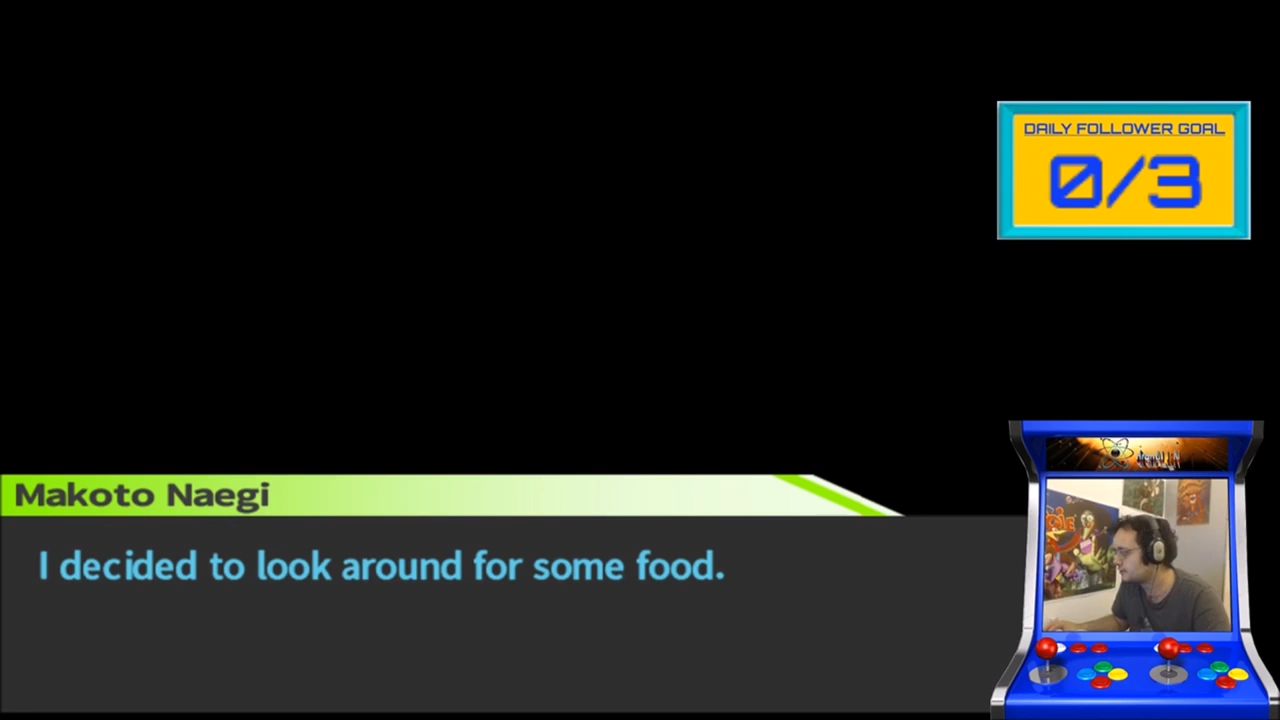 DAILY FOLLOWER GOAL
0/3
Makoto Naegi
I decided to look around for some food.